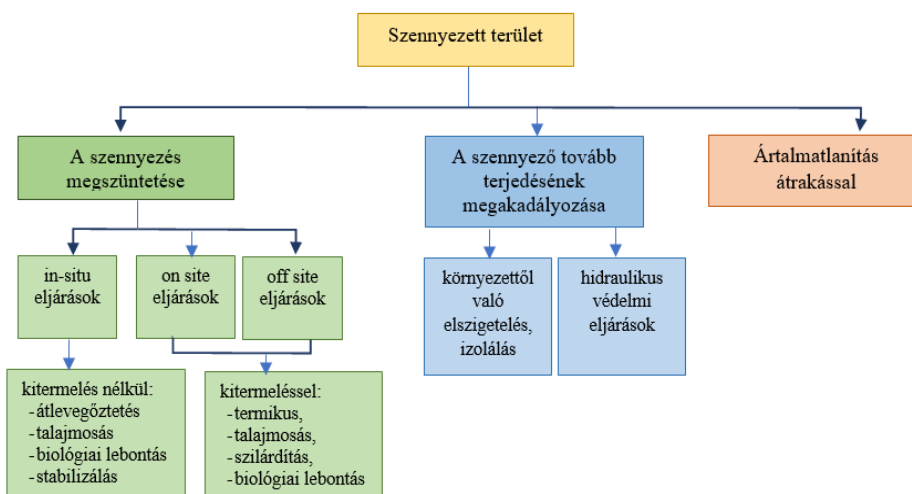 Szennyezett terület
A szennyezés
megszüntetése
A szennyező tovább
terjedésének
megakadályozása
Ártalmatlanítás
átrakással
in-situ
eljárások
on site
eljárások
off site
eljárások
környezettől
való
elszigetelés,
izolálás
hidraulikus
védelmi
eljárások
kitermelés nélkül:
-átlevegőztetés
-talajmosás
-biológiai lebontás
-stabilizálás
kitermeléssel:
-termikus,
-talajmosás,
-szilárdítás,
-biológiai lebontás